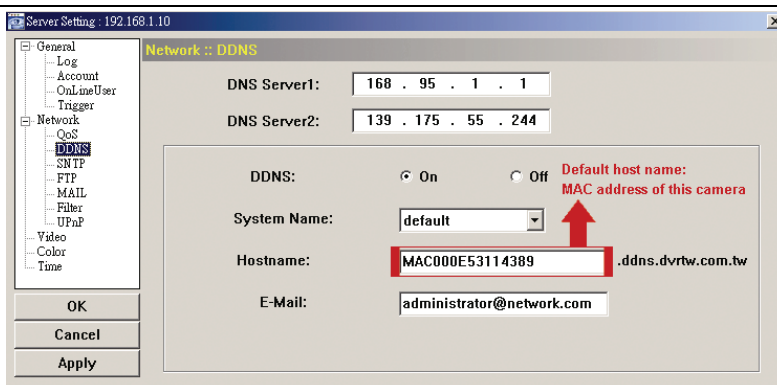 Server Setting : 192.168.1.10
General
Log
Account
OnLineUser
Trigger
Network
QoS
DDNS
SNTP
FTP
MAIL
Filter
UPnP
Video
Color
Time
OK
Cancel
Apply
Network :: DDNS
DNS Server1: 168 . 95 . 1 . 1
DNS Server2: 139 . 175 . 55 . 244
DDNS: On Off
Default host name:
MAC address of this camera
System Name: default
Hostname: MAC000E53114389 .ddns.dvrtw.com.tw
E-Mail: administrator@network.com